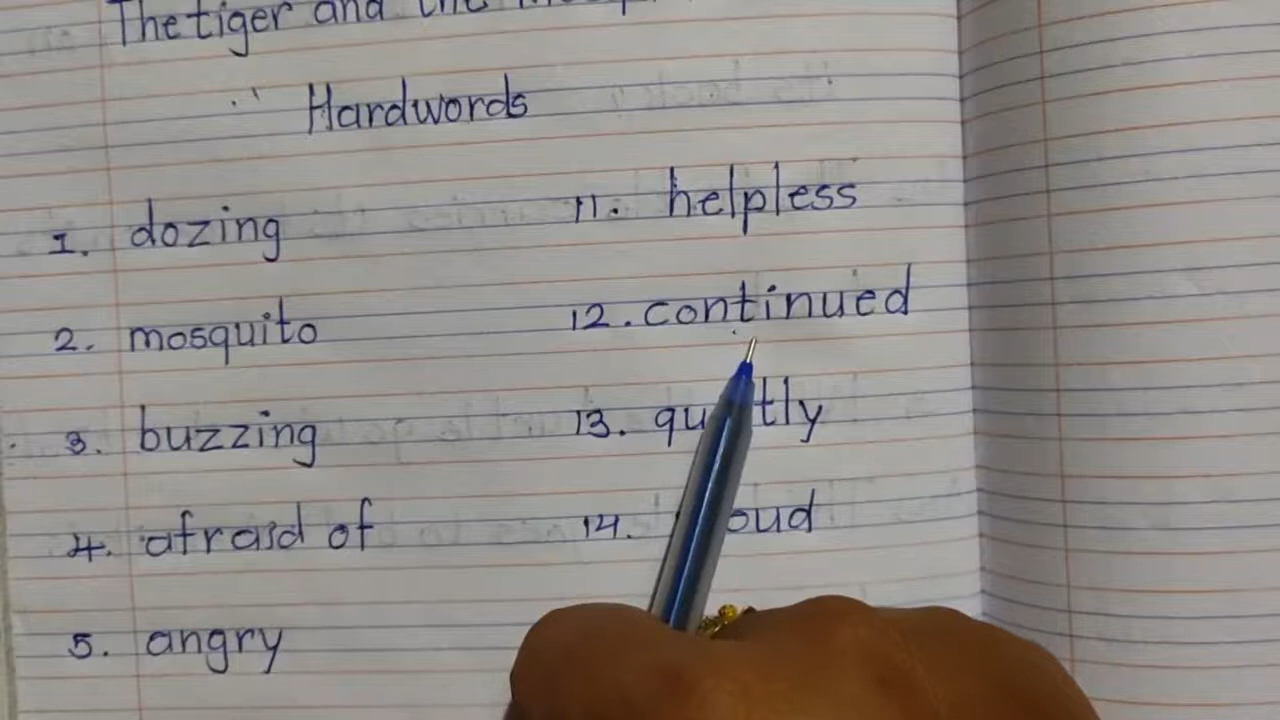 The tiger and the
Hardwords
1. dozing
2. mosquito
3. buzzing
4. afraid of
5. angry
11. helpless
12. continued
13.
14.